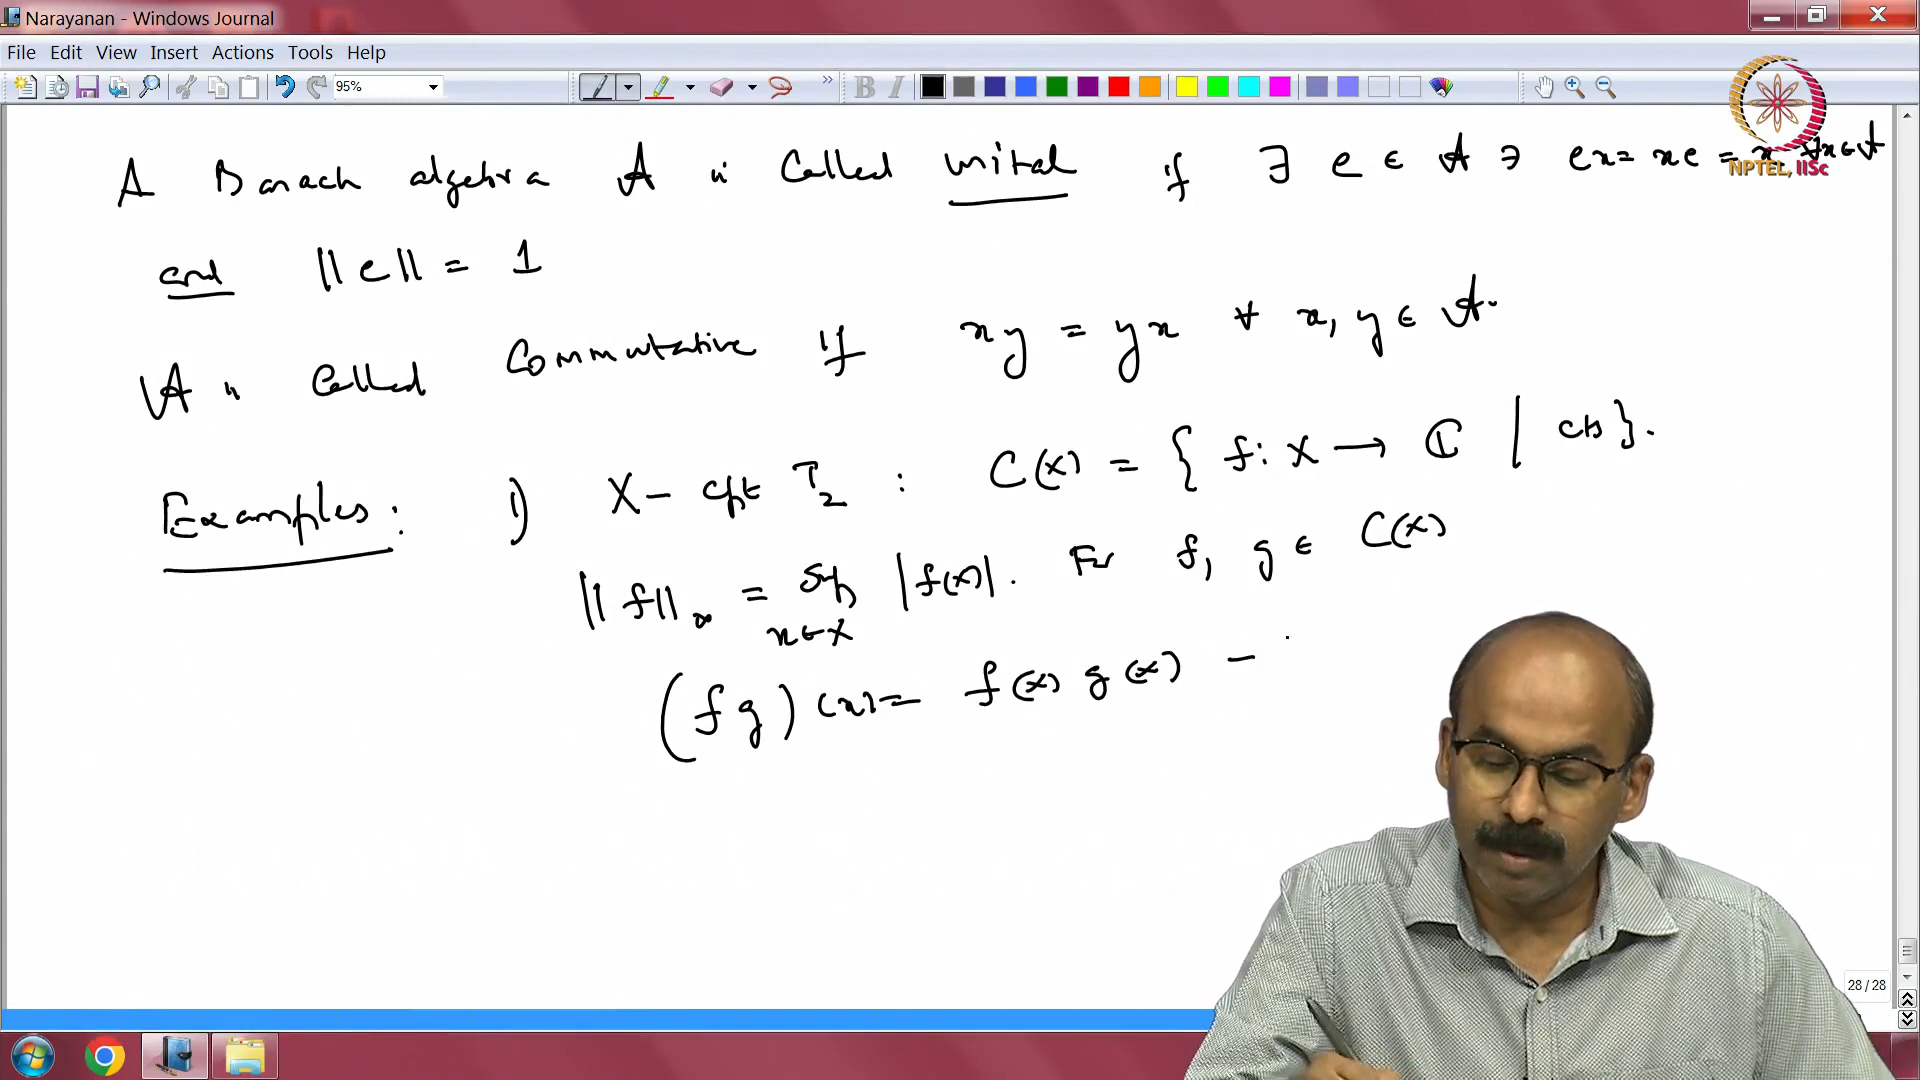 Narayanan - Windows Journal
File Edit View Insert Actions Tools Help
95%
NPTEL, IISc
A Banach algebra 𝒜 is called unital if ∃ e ∈ 𝒜 ∋ ex = xe = x ∀x∈𝒜
and ||e|| = 1
𝒜 is called commutative if xy = yx ∀ x, y ∈ 𝒜.
Examples: 1) X – cpt T₂ : C(X) = { f: X → ℂ | cts }.
||f||∞ = Sup x∈X |f(x)|. For f, g ∈ C(X)
(fg)(x) = f(x) g(x) –
28 / 28